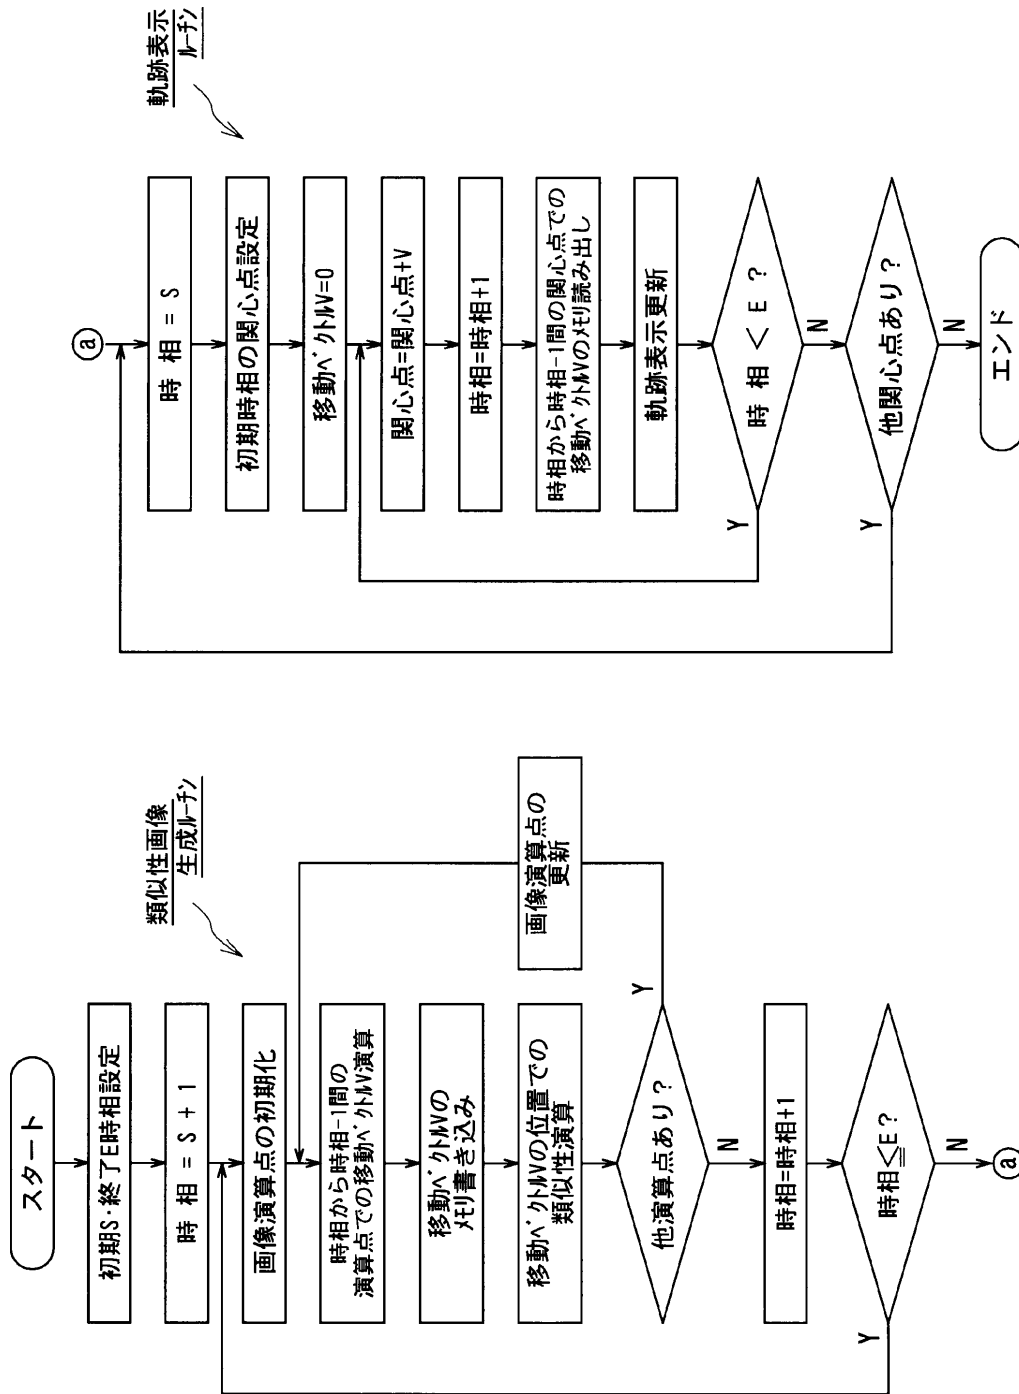 スタート
類似性画像
生成ルーチン
初期S・終了E時相設定
時 相 = S + 1
画像演算点の初期化
時相から時相-1間の
演算点での移動ベクトルV演算
移動ベクトルVの
メモリ書き込み
移動ベクトルVの位置での
類似性演算
画像演算点の
更新
他演算点あり?
Y
N
時相=時相+1
時相≦E?
Y
N
a
軌跡表示
ルーチン
a
時 相 = S
初期時相の関心点設定
移動ベクトルV=0
関心点=関心点+V
時相=時相+1
時相から時相-1間の関心点での
移動ベクトルVのメモリ読み出し
軌跡表示更新
時 相 < E ?
Y
N
他関心点あり?
Y
N
エンド